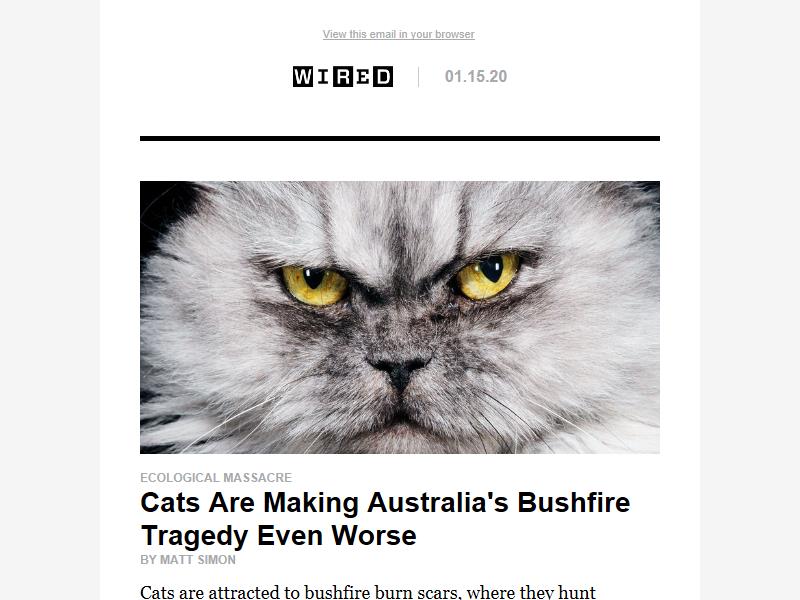 View this email in your browser
WIRED 01.15.20
ECOLOGICAL MASSACRE
Cats Are Making Australia's Bushfire
Tragedy Even Worse
BY MATT SIMON
Cats are attracted to bushfire burn scars, where they hunt